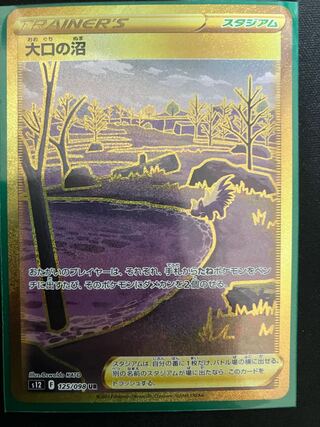 TRAINER'S
スタジアム
おおぐち ぬま
大口の沼
おたがいのプレイヤーは、それぞれ、手札からたねポケモンをベン
チに出すたび、そのポケモンにダメカンを2個のせる。
Illus. Oswaldo KATO
s12 F 125/098 UR
スタジアムは、自分の番に1枚だけ、バトル場の横に出せる。
別の名前のスタジアムが場に出たなら、このカードを
トラッシュする。